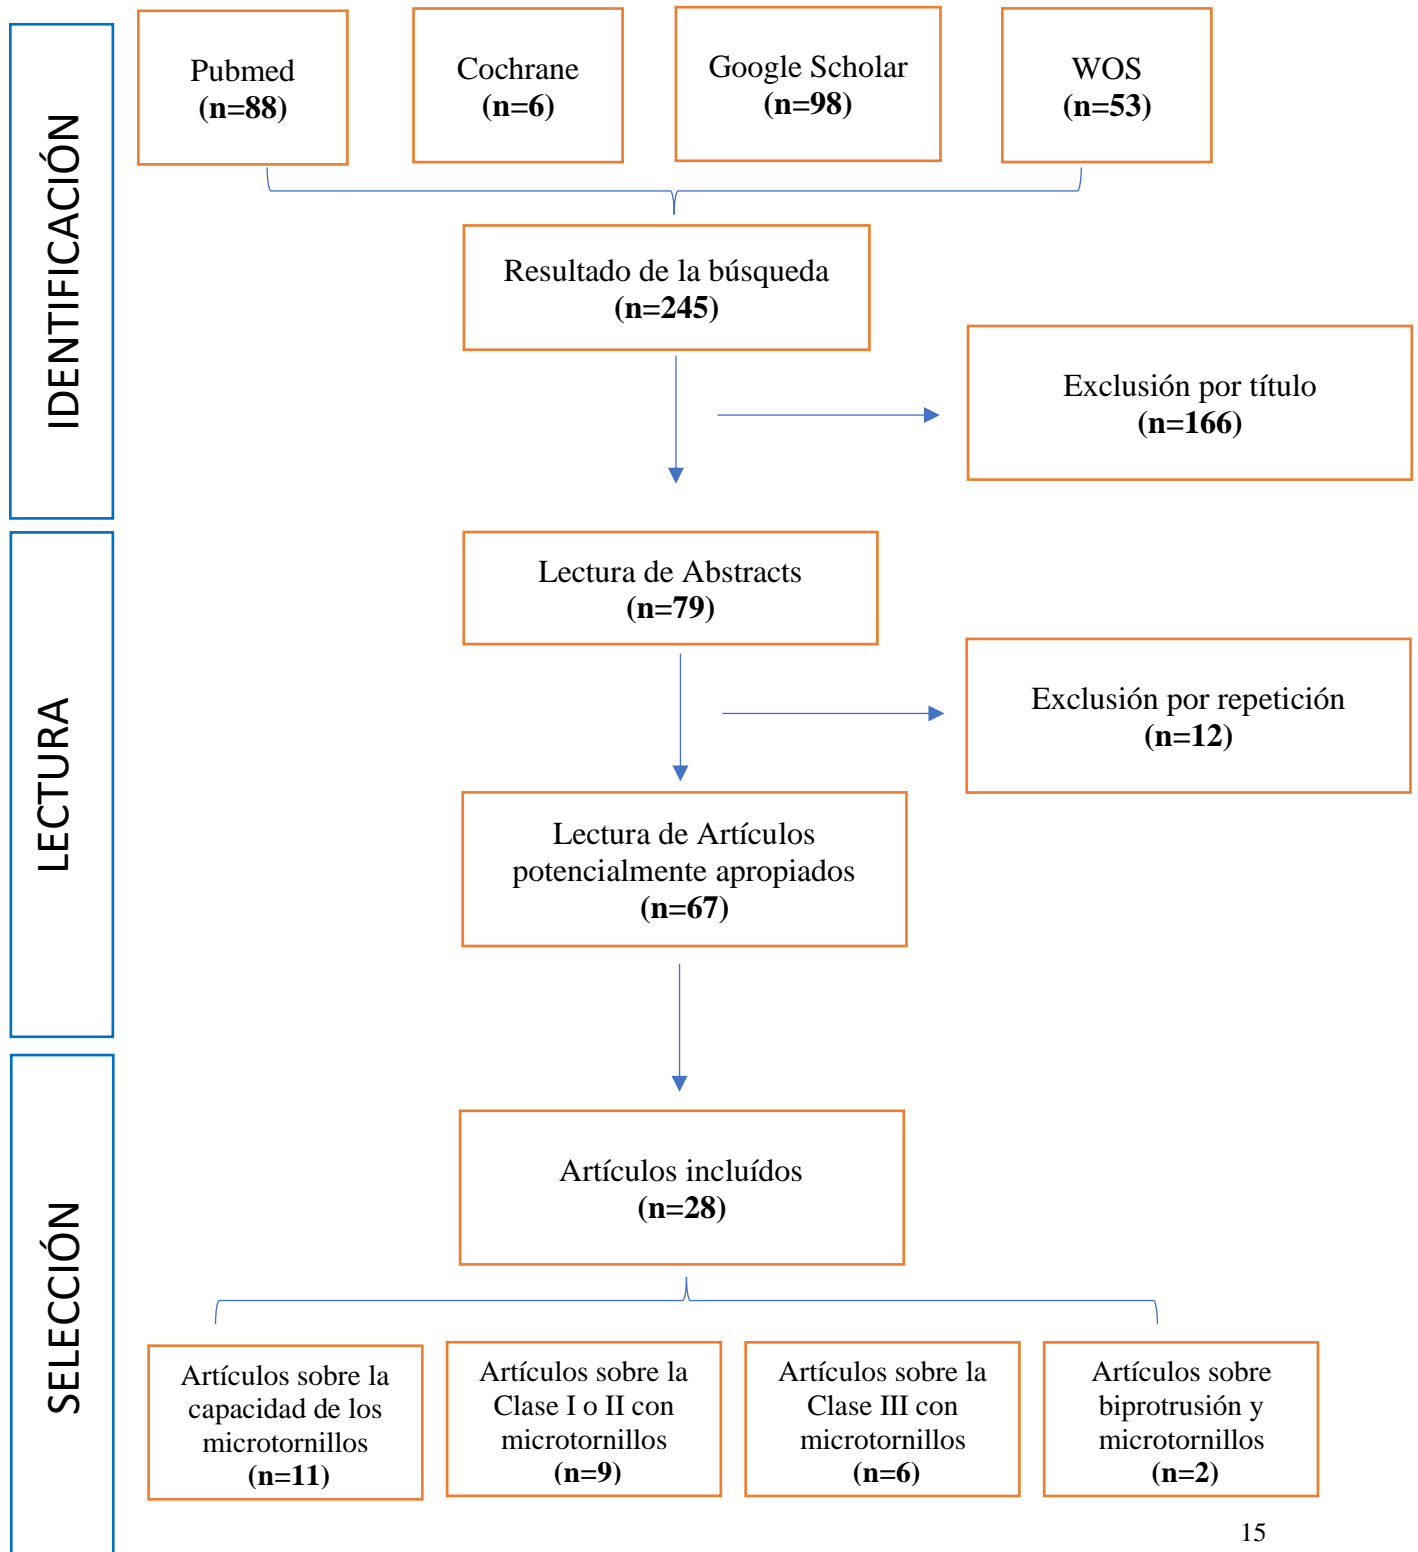 IDENTIFICACIÓN
Pubmed
(n=88)
Cochrane
(n=6)
Google Scholar
(n=98)
WOS
(n=53)
Resultado de la búsqueda
(n=245)
Exclusión por título
(n=166)
LECTURA
Lectura de Abstracts
(n=79)
Exclusión por repetición
(n=12)
Lectura de Artículos
potencialmente apropiados
(n=67)
SELECCIÓN
Artículos incluídos
(n=28)
Artículos sobre la
capacidad de los
microtornillos
(n=11)
Artículos sobre la
Clase I o II con
microtornillos
(n=9)
Artículos sobre la
Clase III con
microtornillos
(n=6)
Artículos sobre
biprotrusión y
microtornillos
(n=2)
15